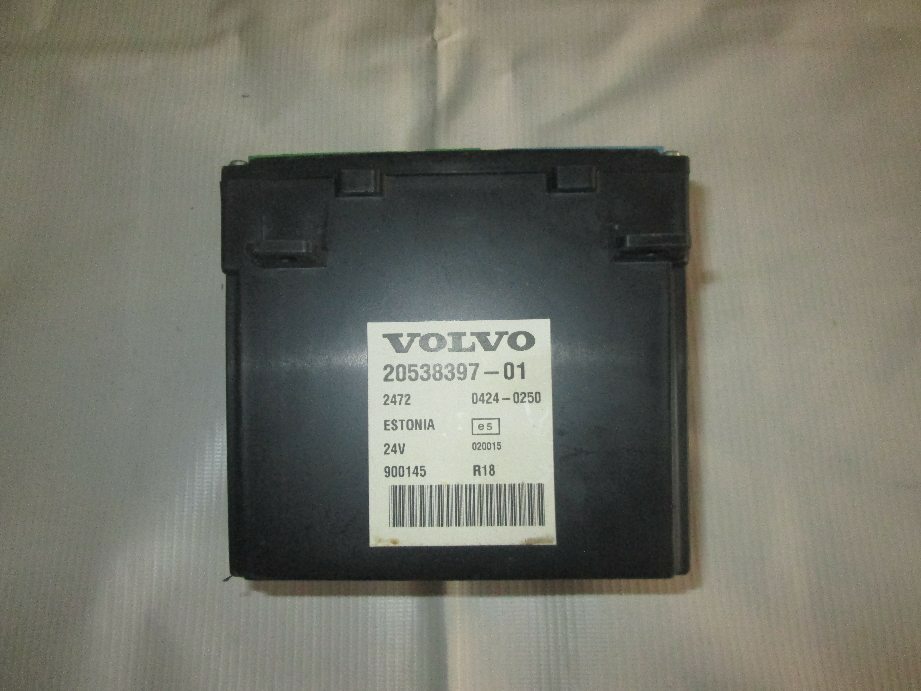 VOLVO
20538397-01
2472 0424-0250
ESTONIA e5
24V 020015
900145 R18